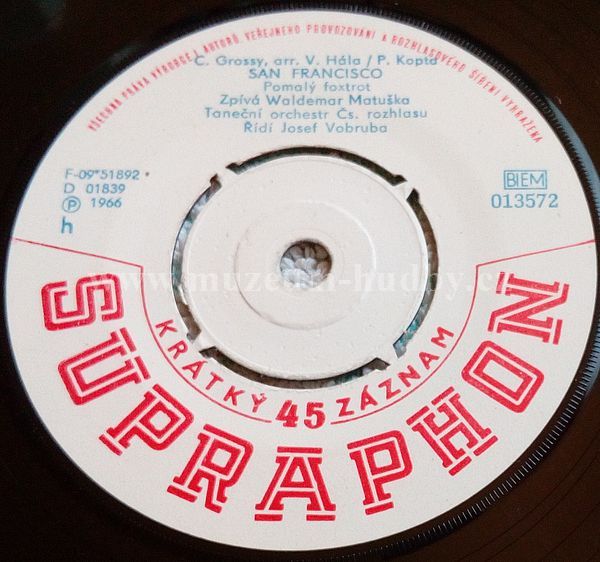 VŠECHNA PRÁVA VÝROBCE I AUTORŮ, VEŘEJNÉHO PROVOZOVÁNÍ A ROZHLASOVÉHO ŠÍŘENÍ VYHRAŽENA
C. Grossy, arr. V. Hála / P. Kopta
SAN FRANCISCO
Pomalý foxtrot
Zpívá Waldemar Matuška
Taneční orchestr Čs. rozhlasu
Řídí Josef Vobruba
F-09*51892 *
D 01839
Ⓟ 1966
h
BIEM
013572
www.muzeum-hudby.cz
KRÁTKÝ 45 ZÁZNAM
SUPRAPHON